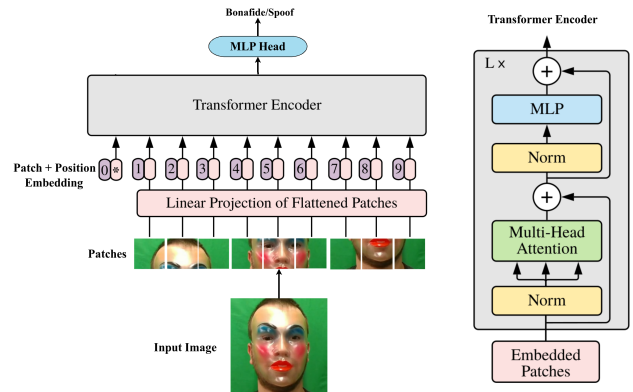 Bonafide/Spoof
MLP Head
Transformer Encoder
Patch + Position
Embedding
0 * 1 2 3 4 5 6 7 8 9
Linear Projection of Flattened Patches
Patches
Input Image
Transformer Encoder
L ×
+
MLP
Norm
+
Multi-Head
Attention
Norm
Embedded
Patches